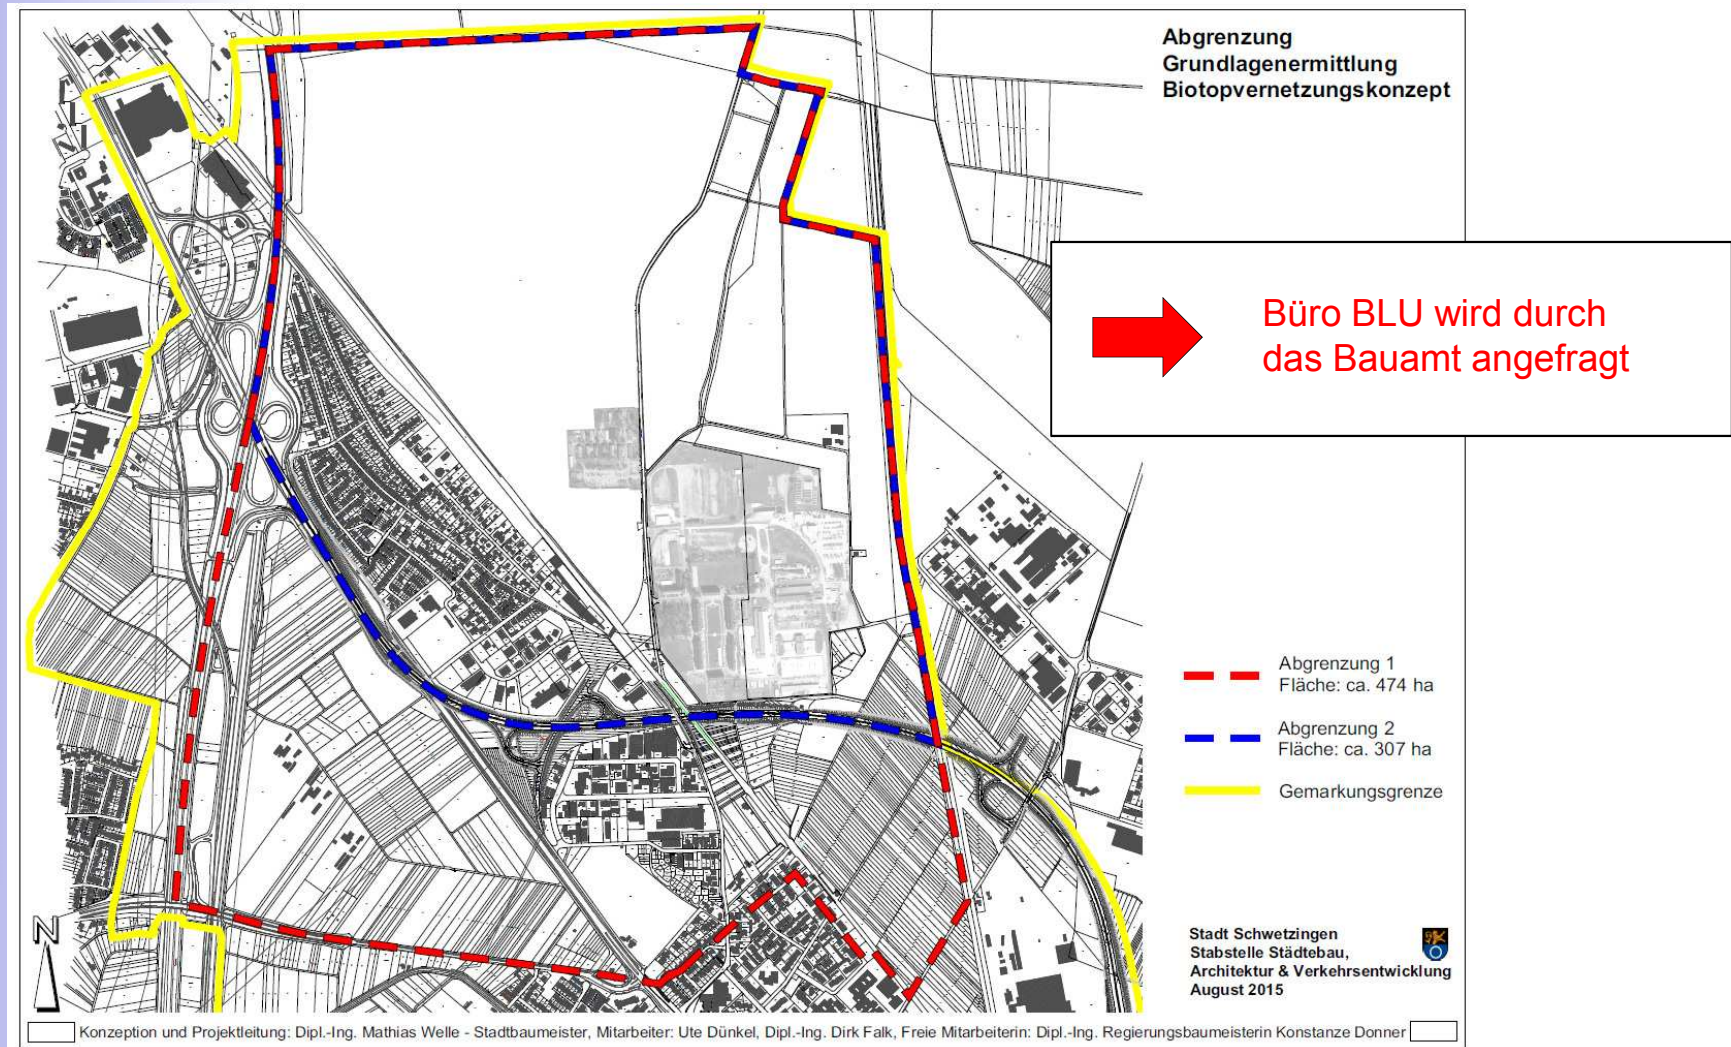 Abgrenzung
Grundlagenermittlung
Biotopvernetzungskonzept
Büro BLU wird durch
das Bauamt angefragt
Abgrenzung 1
Fläche: ca. 474 ha
Abgrenzung 2
Fläche: ca. 307 ha
Gemarkungsgrenze
N
Stadt Schwetzingen
Stabstelle Städtebau,
Architektur & Verkehrsentwicklung
August 2015
Konzeption und Projektleitung: Dipl.-Ing. Mathias Welle - Stadtbaumeister, Mitarbeiter: Ute Dünkel, Dipl.-Ing. Dirk Falk, Freie Mitarbeiterin: Dipl.-Ing. Regierungsbaumeisterin Konstanze Donner